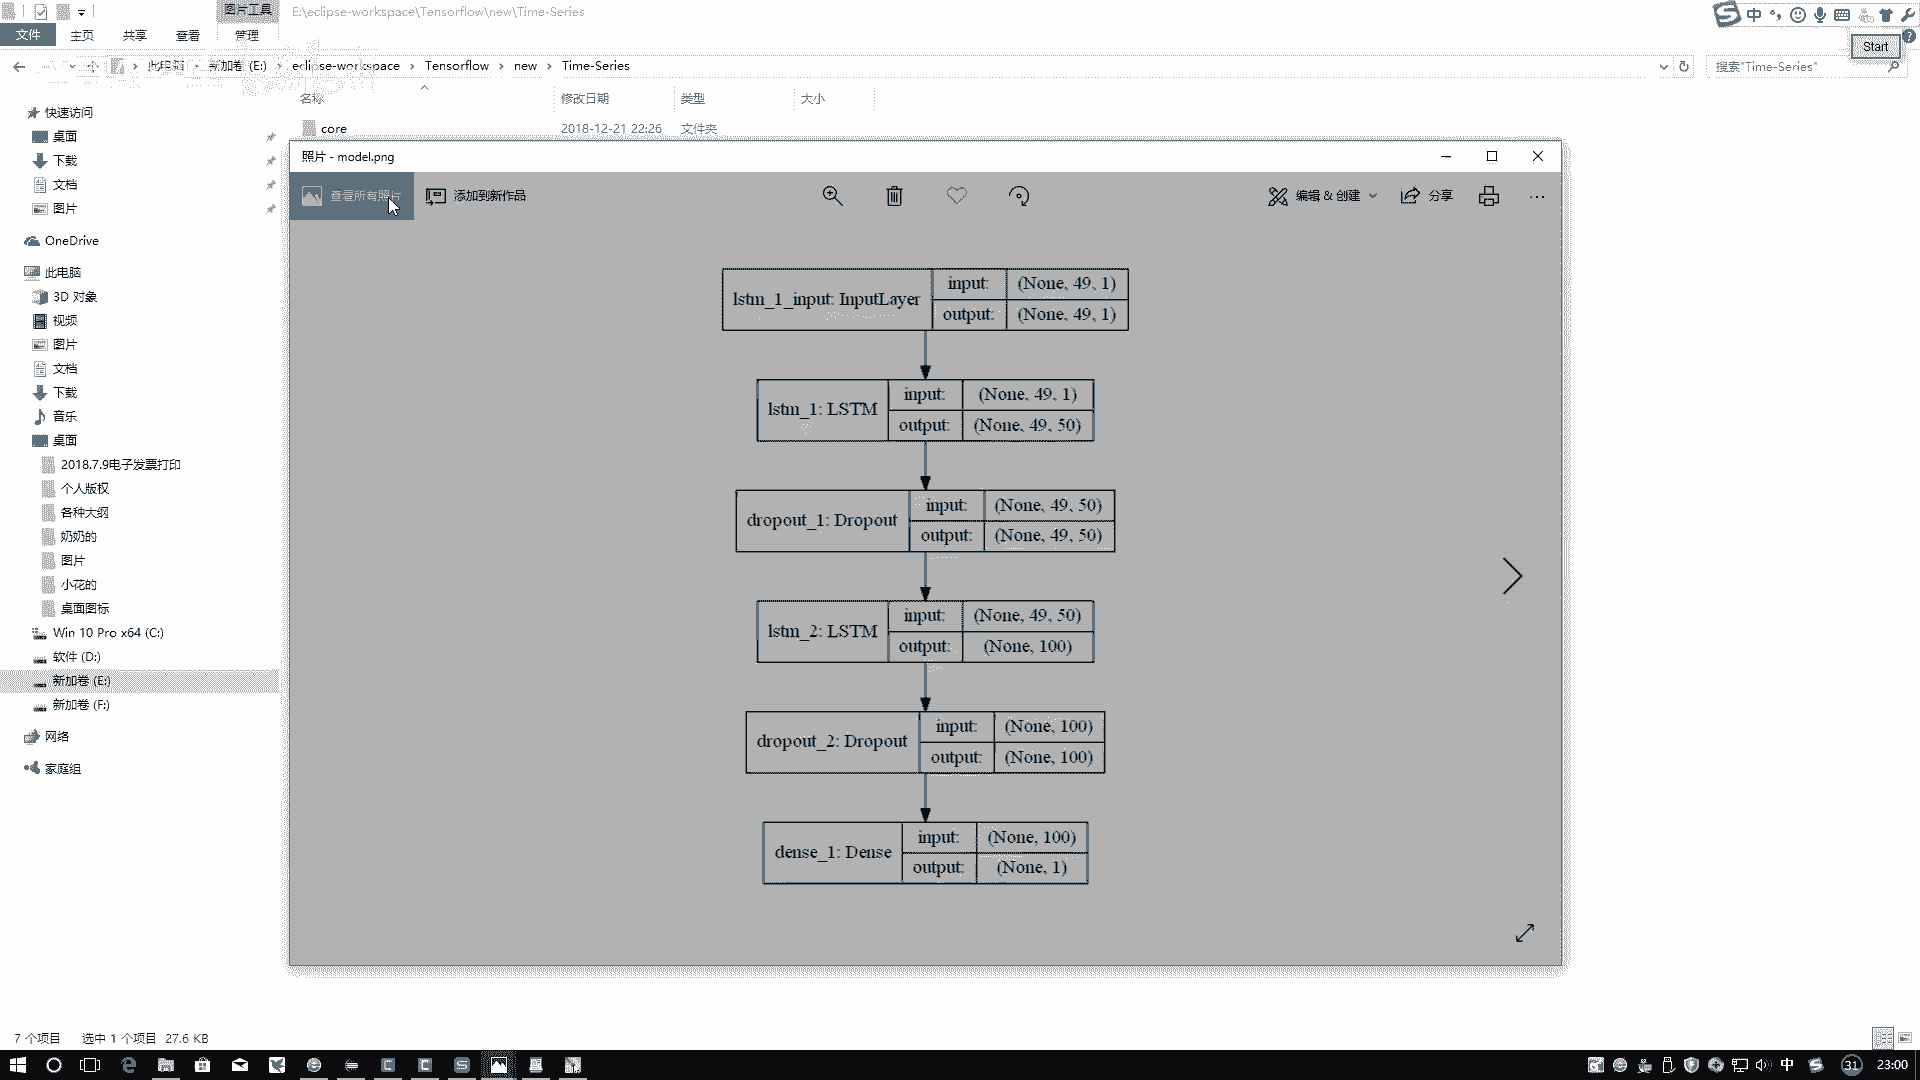 图片工具
E:\eclipse-workspace\Tensorflow\new\Time-Series
中
Start
文件
主页
共享
查看
管理
此电脑 › 新加卷 (E:) › eclipse-workspace › Tensorflow › new › Time-Series
搜索"Time-Series"
名称
修改日期
类型
大小
core
2018-12-21 22:26
文件夹
快速访问
桌面
下载
文档
图片
OneDrive
此电脑
3D 对象
视频
图片
文档
下载
音乐
桌面
2018.7.9电子发票打印
个人版权
各种大纲
奶奶的
图片
小花的
桌面图标
Win 10 Pro x64 (C:)
软件 (D:)
新加卷 (E:)
新加卷 (F:)
网络
家庭组
照片 - model.png
查看所有照片
添加到新作品
编辑 & 创建
分享
lstm_1_input: InputLayer
input:
(None, 49, 1)
output:
(None, 49, 1)
lstm_1: LSTM
input:
(None, 49, 1)
output:
(None, 49, 50)
dropout_1: Dropout
input:
(None, 49, 50)
output:
(None, 49, 50)
lstm_2: LSTM
input:
(None, 49, 50)
output:
(None, 100)
dropout_2: Dropout
input:
(None, 100)
output:
(None, 100)
dense_1: Dense
input:
(None, 100)
output:
(None, 1)
7 个项目
选中 1 个项目 27.6 KB
中
31
23:00